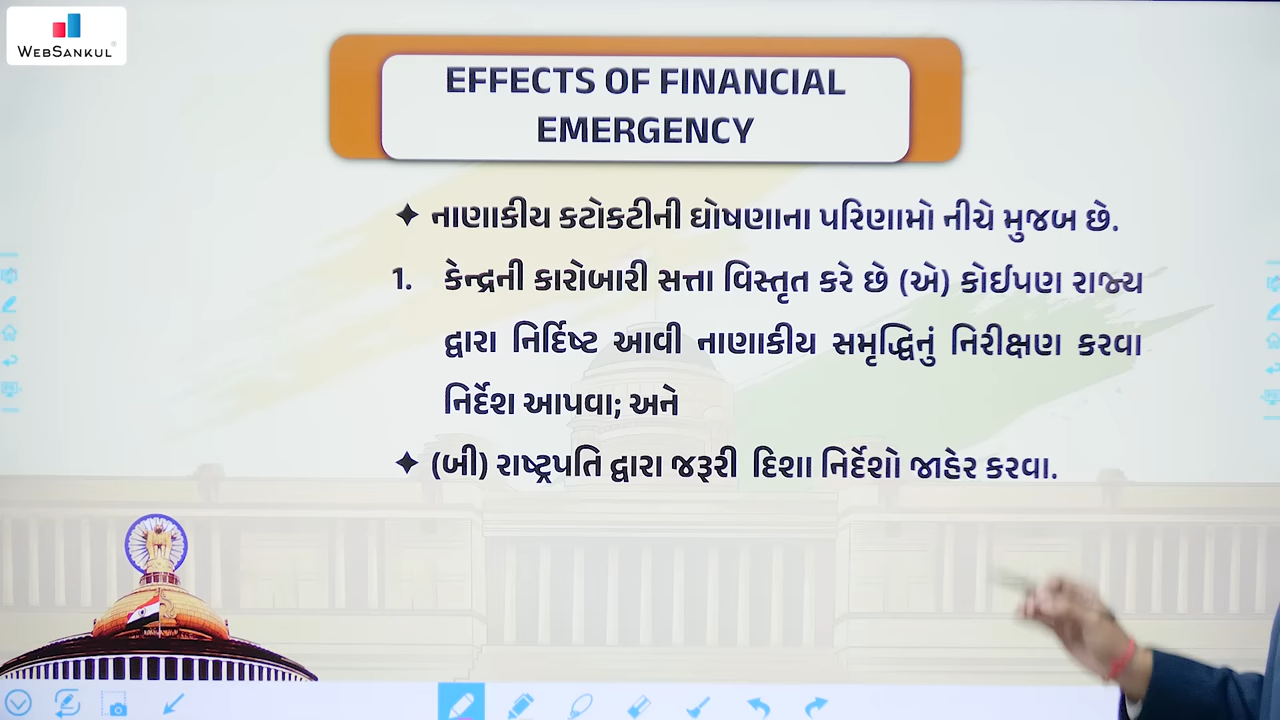 WEBSANKUL
EFFECTS OF FINANCIAL
EMERGENCY
✦ નાણાકીય કટોકટીની ઘોષણાના પરિણામો નીચે મુજબ છે.
1. કેન્દ્રની કારોબારી સત્તા વિસ્તૃત કરે છે (એ) કોઈપણ રાજ્ય
દ્વારા નિર્દિષ્ટ આવી નાણાકીય સમૃદ્ધિનું નિરીક્ષણ કરવા
નિર્દેશ આપવા; અને
✦ (બી) રાષ્ટ્રપતિ દ્વારા જરૂરી દિશા નિર્દેશો જાહેર કરવા.